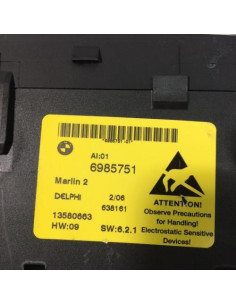 AI:01
6985751
Marlin 2
DELPHI 2/06
638161
13580663
HW:09 SW:6.2.1
ATTENTION!
Observe Precautions
for Handling!
Electrostatic Sensitive
Devices!